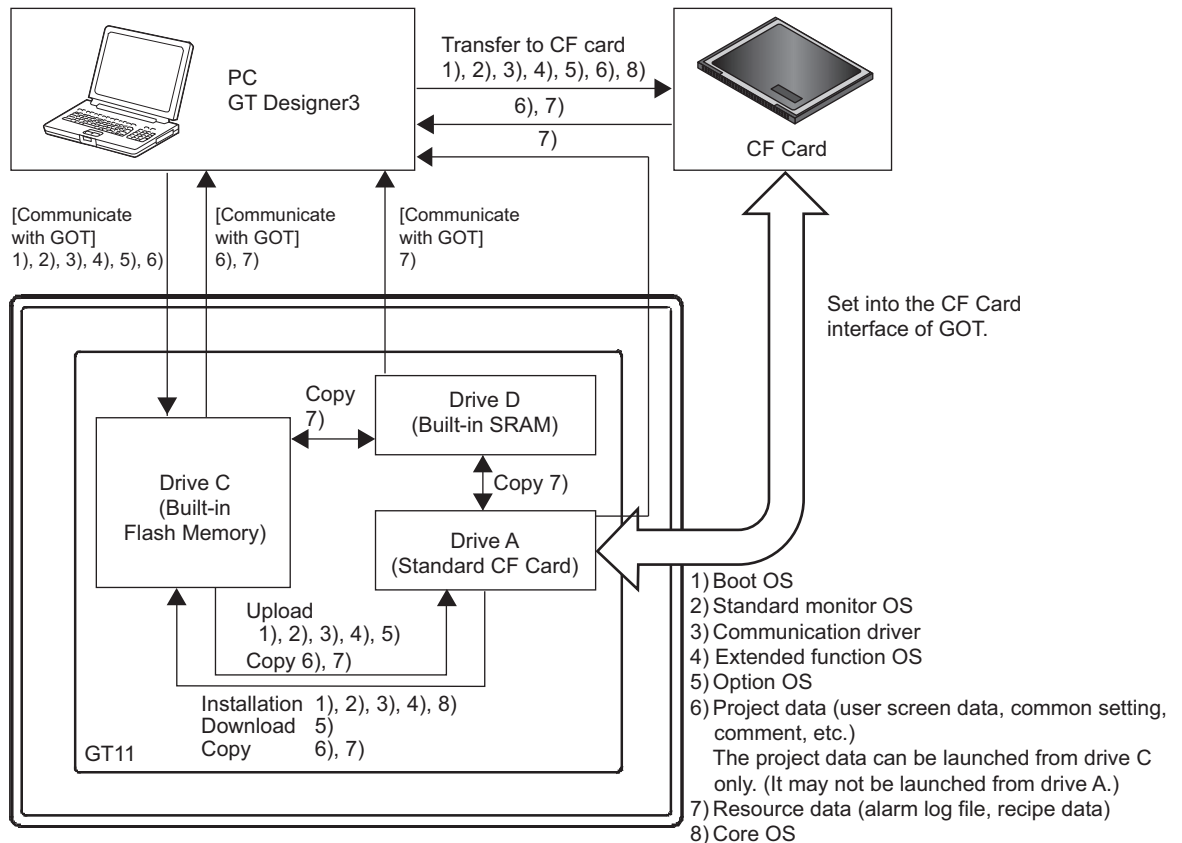 PC
GT Designer3
Transfer to CF card
1), 2), 3), 4), 5), 6), 8)
6), 7)
7)
CF Card
[Communicate
with GOT]
1), 2), 3), 4), 5), 6)
[Communicate
with GOT]
6), 7)
[Communicate
with GOT]
7)
Set into the CF Card
interface of GOT.
Copy
7)
Drive D
(Built-in SRAM)
Drive C
(Built-in
Flash Memory)
Copy 7)
Drive A
(Standard CF Card)
Upload
1), 2), 3), 4), 5)
Copy 6), 7)
Installation 1), 2), 3), 4), 8)
Download 5)
Copy 6), 7)
GT11
1) Boot OS
2) Standard monitor OS
3) Communication driver
4) Extended function OS
5) Option OS
6) Project data (user screen data, common setting,
comment, etc.)
The project data can be launched from drive C
only. (It may not be launched from drive A.)
7) Resource data (alarm log file, recipe data)
8) Core OS